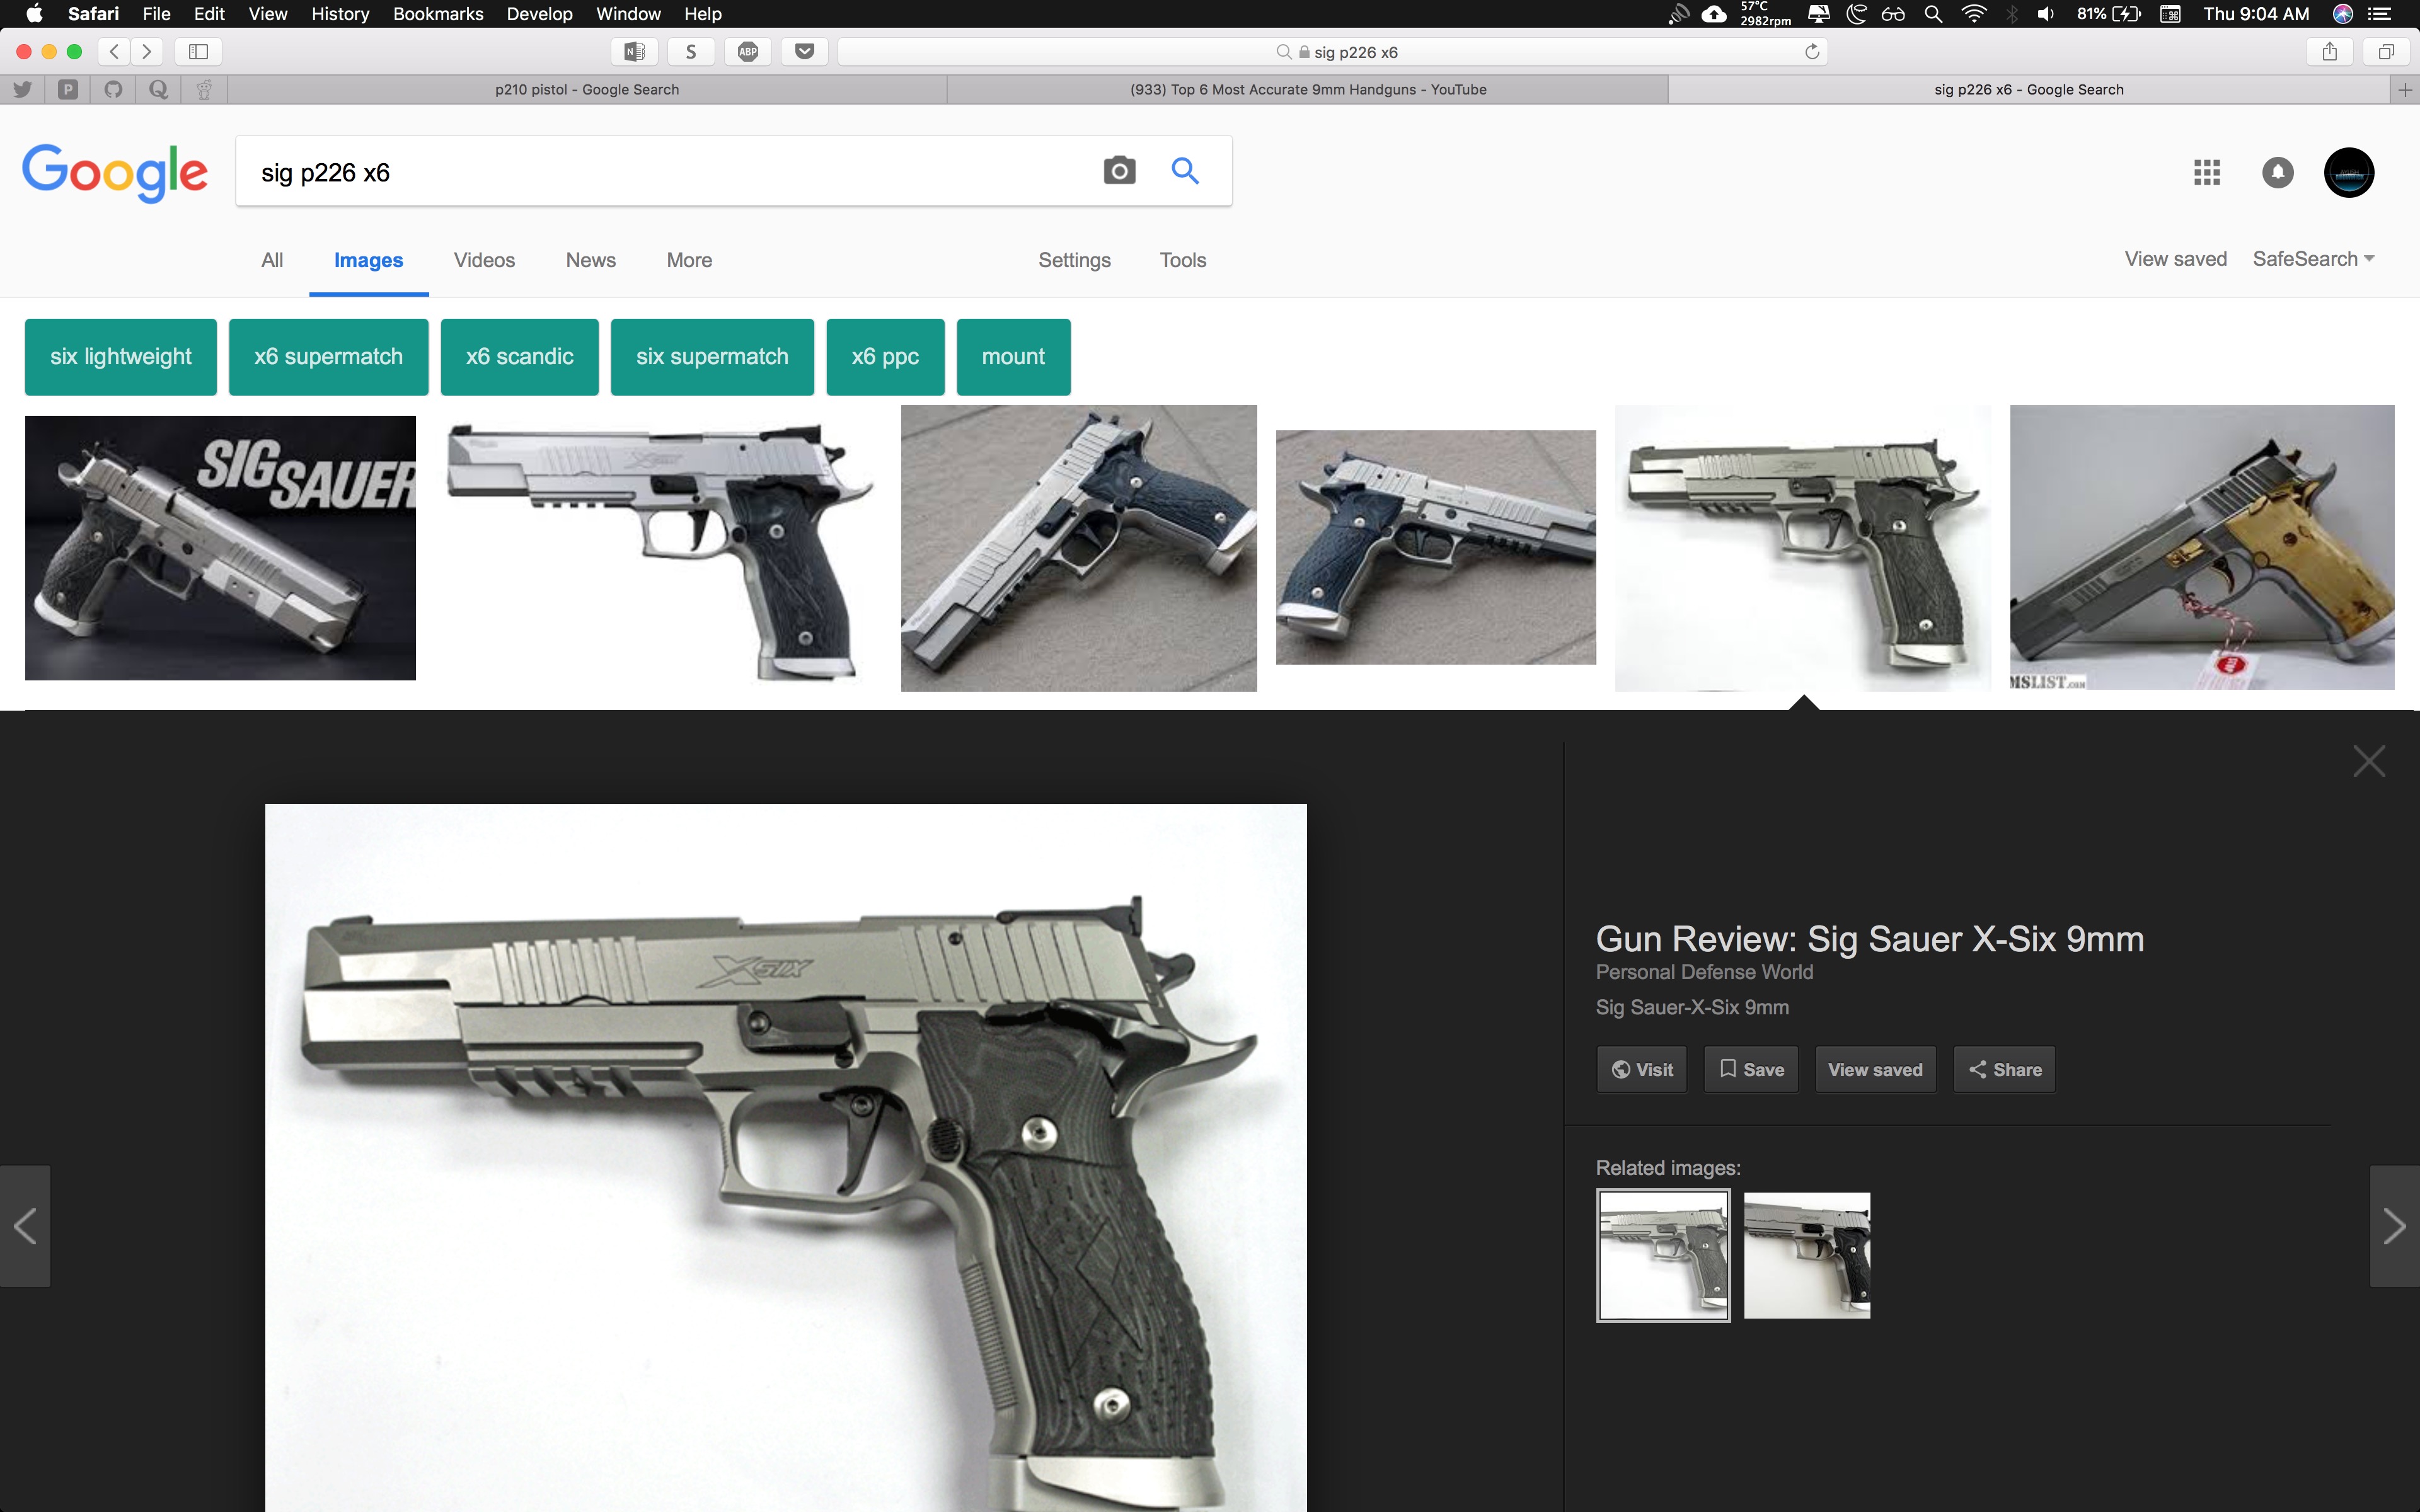 Safari File Edit View History Bookmarks Develop Window Help
57°C
2982rpm
81%
Thu 9:04 AM
N
S
ABP
sig p226 x6
P
Q
p210 pistol - Google Search
(933) Top 6 Most Accurate 9mm Handguns - YouTube
sig p226 x6 - Google Search
Google
sig p226 x6
All Images Videos News More Settings Tools
View saved SafeSearch
six lightweight
x6 supermatch
x6 scandic
six supermatch
x6 ppc
mount
SIG
SAUER
MSLIST.COM
XSIX
Gun Review: Sig Sauer X-Six 9mm
Personal Defense World
Sig Sauer-X-Six 9mm
Visit Save View saved Share
Related images: